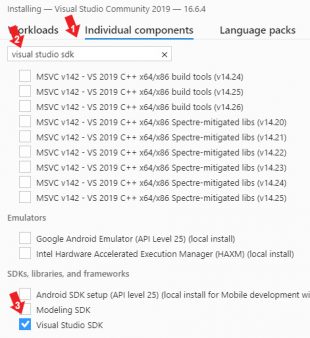 Installing — Visual Studio Community 2019 — 16.6.4
1
Workloads Individual components Language packs
2
visual studio sdk ×
MSVC v142 - VS 2019 C++ x64/x86 build tools (v14.24)
MSVC v142 - VS 2019 C++ x64/x86 build tools (v14.25)
MSVC v142 - VS 2019 C++ x64/x86 build tools (v14.26)
MSVC v142 - VS 2019 C++ x64/x86 Spectre-mitigated libs (v14.20)
MSVC v142 - VS 2019 C++ x64/x86 Spectre-mitigated libs (v14.21)
MSVC v142 - VS 2019 C++ x64/x86 Spectre-mitigated libs (v14.22)
MSVC v142 - VS 2019 C++ x64/x86 Spectre-mitigated libs (v14.23)
MSVC v142 - VS 2019 C++ x64/x86 Spectre-mitigated libs (v14.24)
MSVC v142 - VS 2019 C++ x64/x86 Spectre-mitigated libs (v14.25)
Emulators
Google Android Emulator (API Level 25) (local install)
Intel Hardware Accelerated Execution Manager (HAXM) (local install)
SDKs, libraries, and frameworks
Android SDK setup (API level 25) (local install for Mobile development wi
3
Modeling SDK
Visual Studio SDK